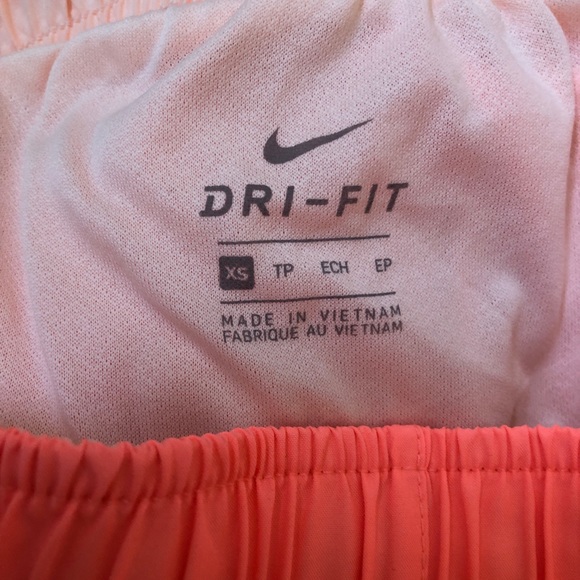 DRI-FIT
XS TP ECH EP
MADE IN VIETNAM
FABRIQUE AU VIETNAM